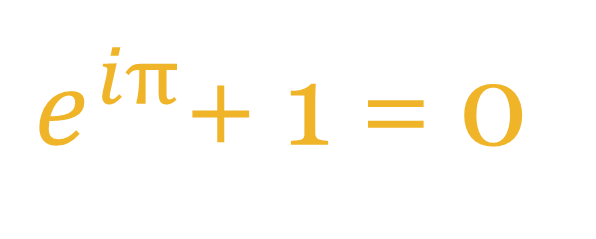 e^{iπ} + 1 = 0